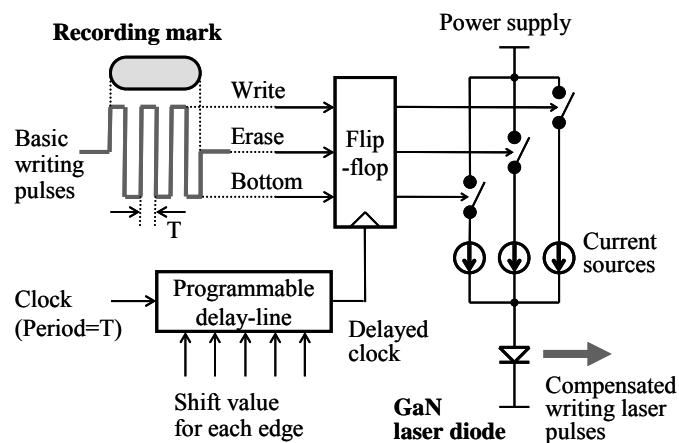 Recording mark
Power supply
Write
Basic
writing
pulses
Erase
Flip
-flop
Bottom
T
Current
sources
Clock
(Period=T)
Programmable
delay-line
Delayed
clock
Shift value
for each edge
GaN
laser diode
Compensated
writing laser
pulses